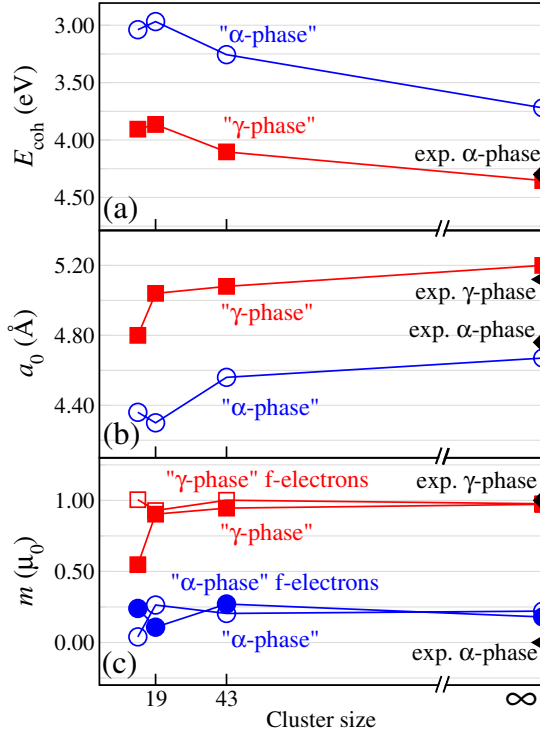 3.00
"α-phase"
3.50
E_coh (eV)
4.00
"γ-phase"
exp. α-phase
4.50
(a)
5.20
exp. γ-phase
"γ-phase"
a_0 (Å)
4.80
exp. α-phase
4.40
"α-phase"
(b)
"γ-phase" f-electrons
exp. γ-phase
1.00
"γ-phase"
m (μ_0)
0.50
"α-phase" f-electrons
"α-phase"
0.00
exp. α-phase
(c)
19 43 ∞
Cluster size